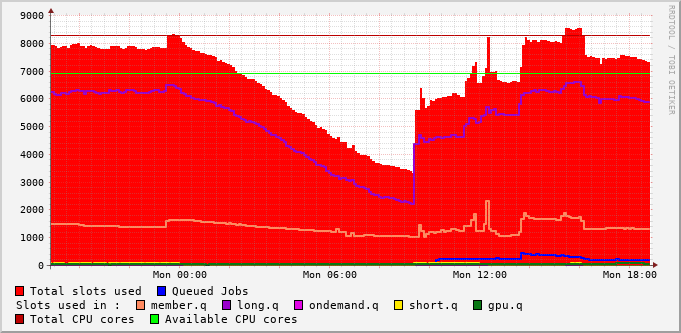 9000
8000
7000
6000
5000
4000
3000
2000
1000
0
Mon 00:00 Mon 06:00 Mon 12:00 Mon 18:00
RRDTOOL / TOBI OETIKER
Total slots used Queued Jobs
Slots used in : member.q long.q ondemand.q short.q gpu.q
Total CPU cores Available CPU cores